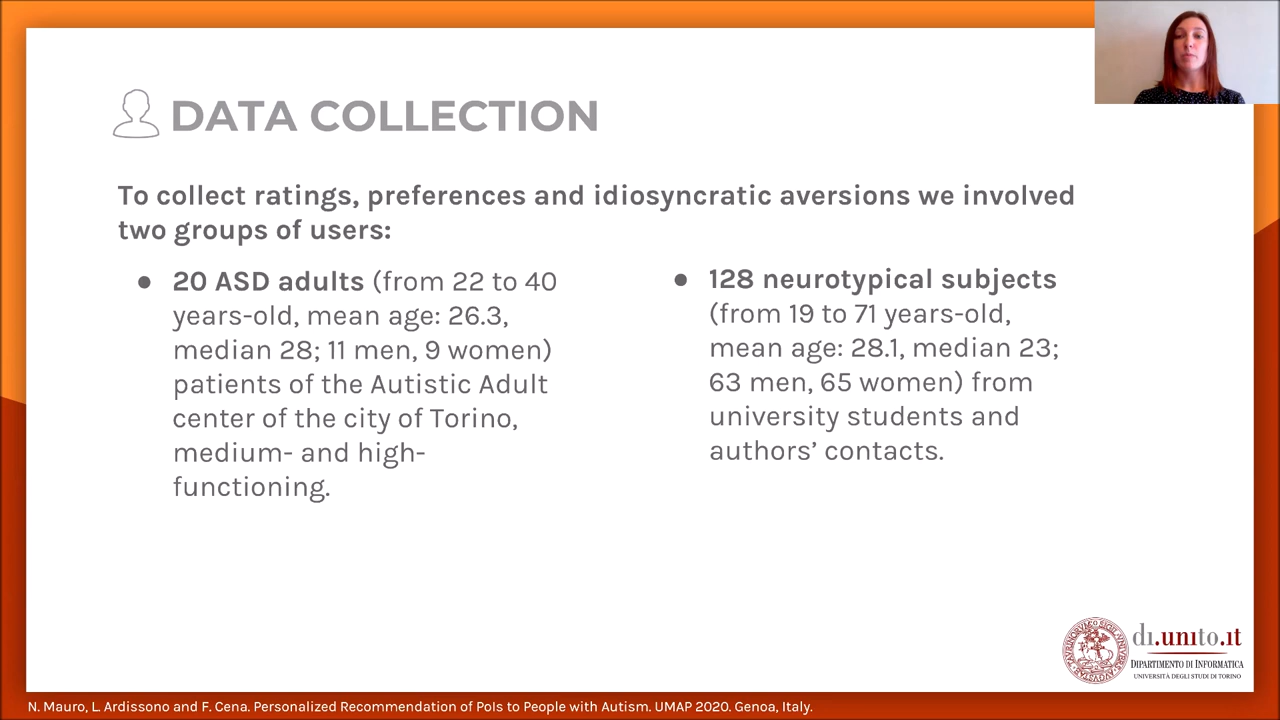 DATA COLLECTION
To collect ratings, preferences and idiosyncratic aversions we involved
two groups of users:
● 20 ASD adults (from 22 to 40
years-old, mean age: 26.3,
median 28; 11 men, 9 women)
patients of the Autistic Adult
center of the city of Torino,
medium- and high-
functioning.
● 128 neurotypical subjects
(from 19 to 71 years-old,
mean age: 28.1, median 23;
63 men, 65 women) from
university students and
authors’ contacts.
di.unito.it
DIPARTIMENTO DI INFORMATICA
UNIVERSITÀ DEGLI STUDI DI TORINO
N. Mauro, L. Ardissono and F. Cena. Personalized Recommendation of PoIs to People with Autism. UMAP 2020. Genoa, Italy.